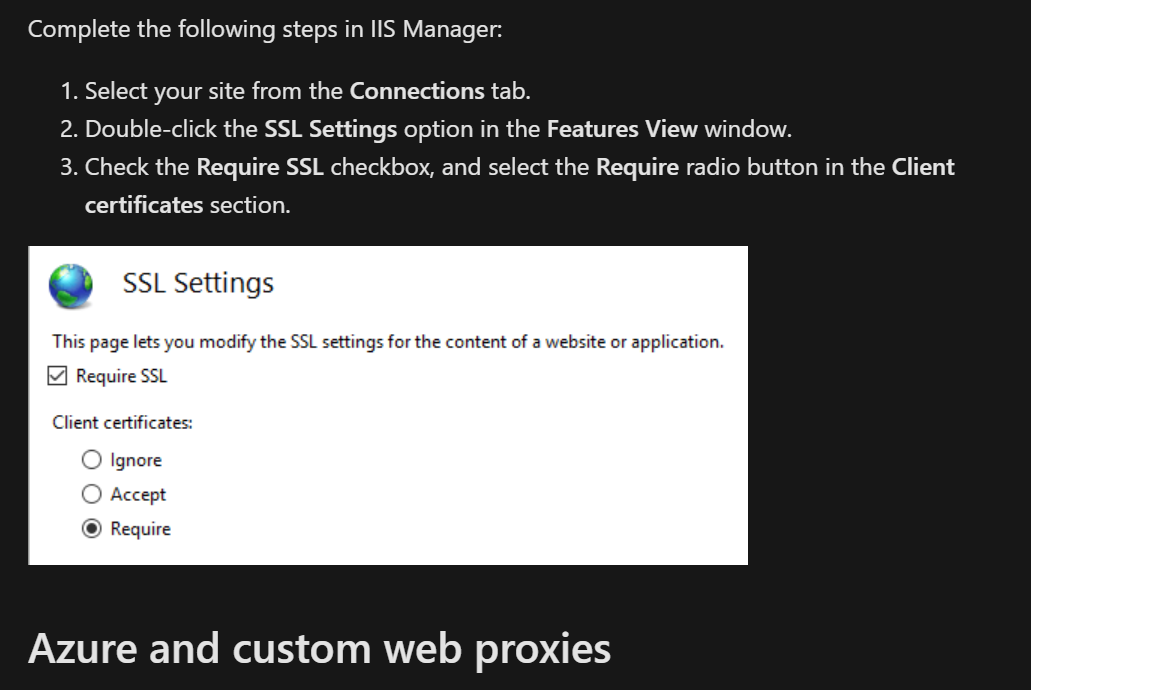 Complete the following steps in IIS Manager:
1. Select your site from the Connections tab.
2. Double-click the SSL Settings option in the Features View window.
3. Check the Require SSL checkbox, and select the Require radio button in the Client
certificates section.
SSL Settings
This page lets you modify the SSL settings for the content of a website or application.
Require SSL
Client certificates:
Ignore
Accept
Require
Azure and custom web proxies